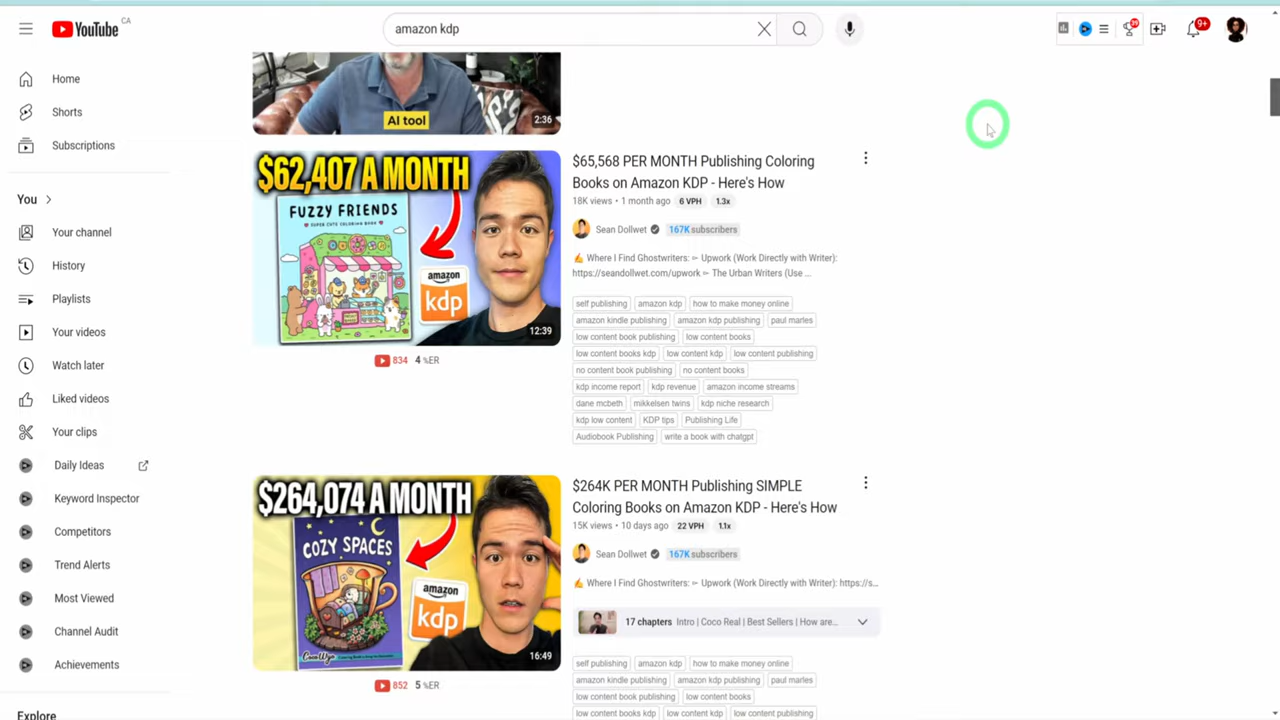 YouTube CA
amazon kdp
9+
Home
Shorts
Subscriptions
You
Your channel
History
Playlists
Your videos
Watch later
Liked videos
Your clips
Daily Ideas
Keyword Inspector
Competitors
Trend Alerts
Most Viewed
Channel Audit
Achievements
Explore
AI tool
2:36
$62,407 A MONTH
FUZZY FRIENDS
SUPER CUTE COLORING BOOK
amazon
kdp
12:39
834 4 %ER
$65,568 PER MONTH Publishing Coloring
Books on Amazon KDP - Here's How
18K views • 1 month ago 6 VPH 1.3x
Sean Dollwet 167K subscribers
✍️ Where I Find Ghostwriters: ➳ Upwork (Work Directly with Writer):
https://seandollwet.com/upwork ➳ The Urban Writers (Use ...
self publishing amazon kdp how to make money online
amazon kindle publishing amazon kdp publishing paul marles
low content book publishing low content books
low content books kdp low content kdp low content publishing
no content book publishing no content books
kdp income report kdp revenue amazon income streams
dane mcbeth mikkelsen twins kdp niche research
kdp low content KDP tips Publishing Life
Audiobook Publishing write a book with chatgpt
$264,074 A MONTH
COZY SPACES
Coco Wyo
amazon
kdp
16:49
852 5 %ER
$264K PER MONTH Publishing SIMPLE
Coloring Books on Amazon KDP - Here's How
15K views • 10 days ago 22 VPH 1.1x
Sean Dollwet 167K subscribers
✍️ Where I Find Ghostwriters: ➳ Upwork (Work Directly with Writer): https://s...
17 chapters Intro | Coco Real | Best Sellers | How are...
self publishing amazon kdp how to make money online
amazon kindle publishing amazon kdp publishing paul marles
low content book publishing low content books
low content books kdp low content kdp low content publishing